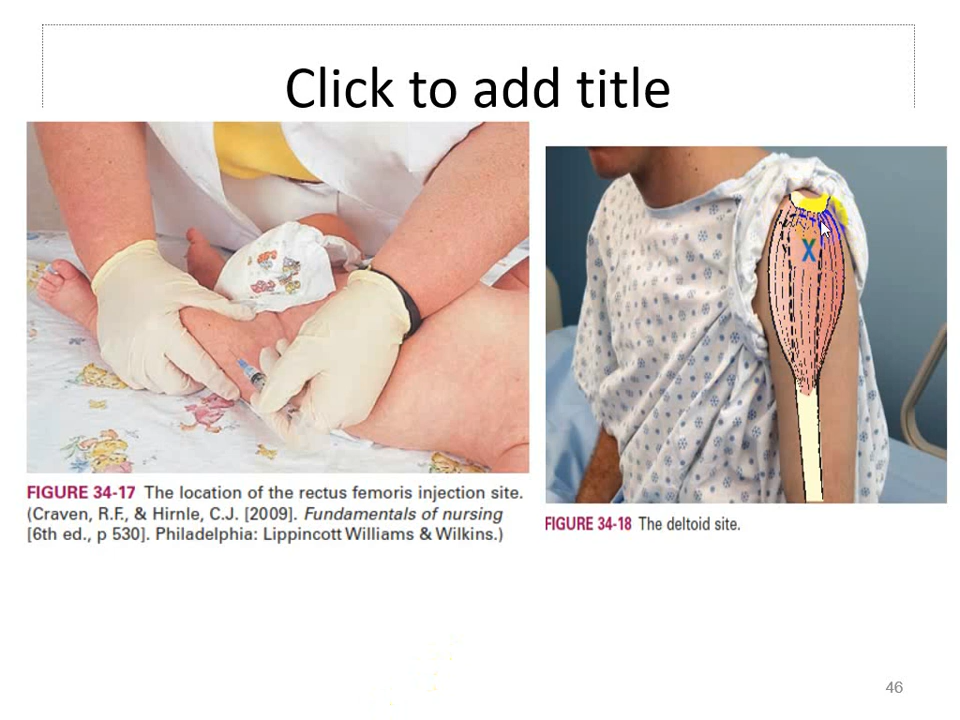 Click to add title
X
FIGURE 34-17 The location of the rectus femoris injection site.
(Craven, R.F., & Hirnle, C.J. [2009]. Fundamentals of nursing
[6th ed., p 530]. Philadelphia: Lippincott Williams & Wilkins.)
FIGURE 34-18 The deltoid site.
46